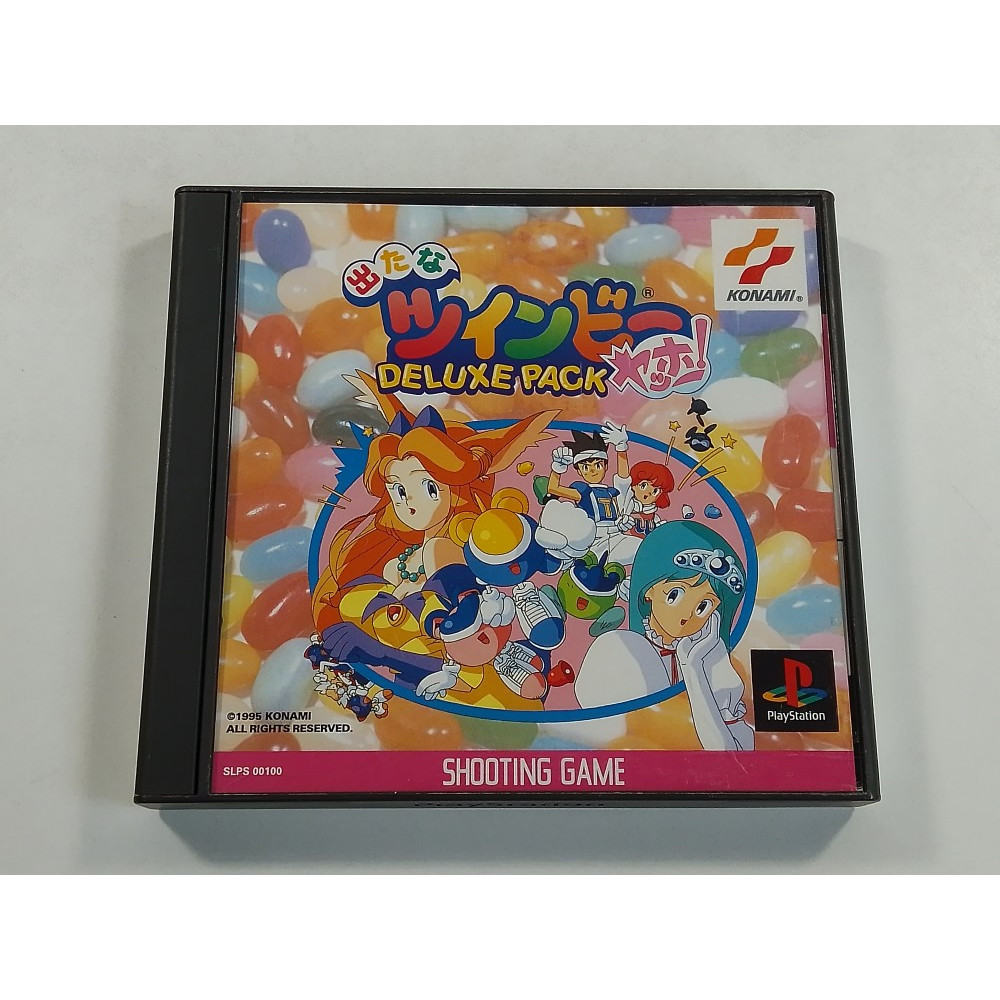 出たな
ツインビー®
DELUXE PACK ヤッホー!
KONAMI®
PlayStation
©1995 KONAMI
ALL RIGHTS RESERVED.
SLPS 00100
SHOOTING GAME
PlayStation